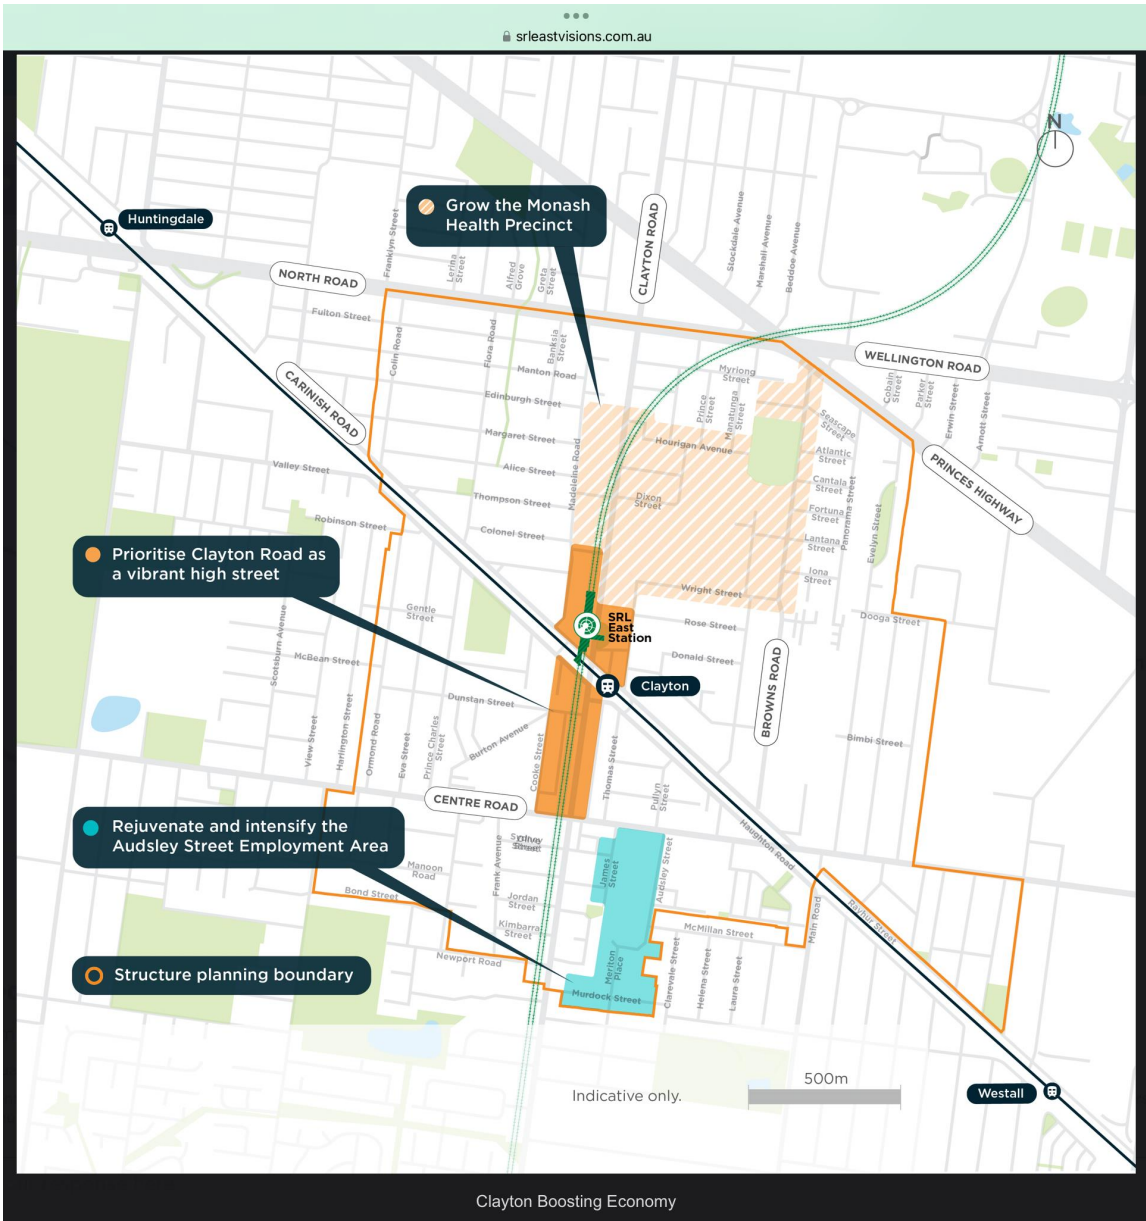 srleastvisions.com.au
N
Huntingdale
Grow the Monash
Health Precinct
CLAYTON ROAD
Stockdale Avenue
Marshall Avenue
Beddoe Avenue
Franklyn Street
Lerina
Street
Alfred
Grove
Greta
Street
NORTH ROAD
Fulton Street
Colin Road
Flora Road
Banksia
Street
Manton Road
Myriong
Street
WELLINGTON ROAD
Cobain
Street
Parker
Street
Erwin Street
Arnott Street
CARINISH ROAD
Edinburgh Street
Prince
Street
Manatunga
Street
Seascape
Street
Margaret Street
Madeleine Road
Hourigan Avenue
Atlantic
Street
PRINCES HIGHWAY
Valley Street
Alice Street
Cantala
Street
Panorama Street
Thompson Street
Dixon
Street
Fortuna
Street
Evelyn Street
Robinson Street
Colonel Street
Lantana
Street
Prioritise Clayton Road as
a vibrant high street
Iona
Street
Wright Street
Gentle
Street
SRL
East
Station
Rose Street
Dooga Street
Scotsburn Avenue
McBean Street
Donald Street
BROWNS ROAD
Clayton
Dunstan Street
View Street
Harlington Street
Ormond Road
Eva Street
Prince Charles
Street
Burton Avenue
Cooke Street
Thomas Street
Bimbi Street
Pullyn
Street
CENTRE ROAD
Rejuvenate and intensify the
Audsley Street Employment Area
Haughton Road
Frank Avenue
James
Street
Audsley Street
Manoon
Road
Bond Street
Jordan
Street
Main Road
Rayhur Street
Kimbarra
Street
McMillan Street
Newport Road
Structure planning boundary
Meriton
Place
Murdock Street
Clarevale Street
Helena Street
Laura Street
500m
Indicative only.
Westall
Clayton Boosting Economy